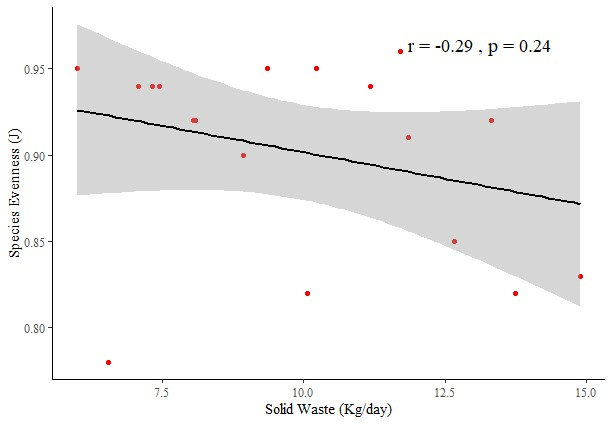 r = -0.29 , p = 0.24
0.95
0.90
0.85
0.80
Species Evenness (J)
7.5
10.0
12.5
15.0
Solid Waste (Kg/day)